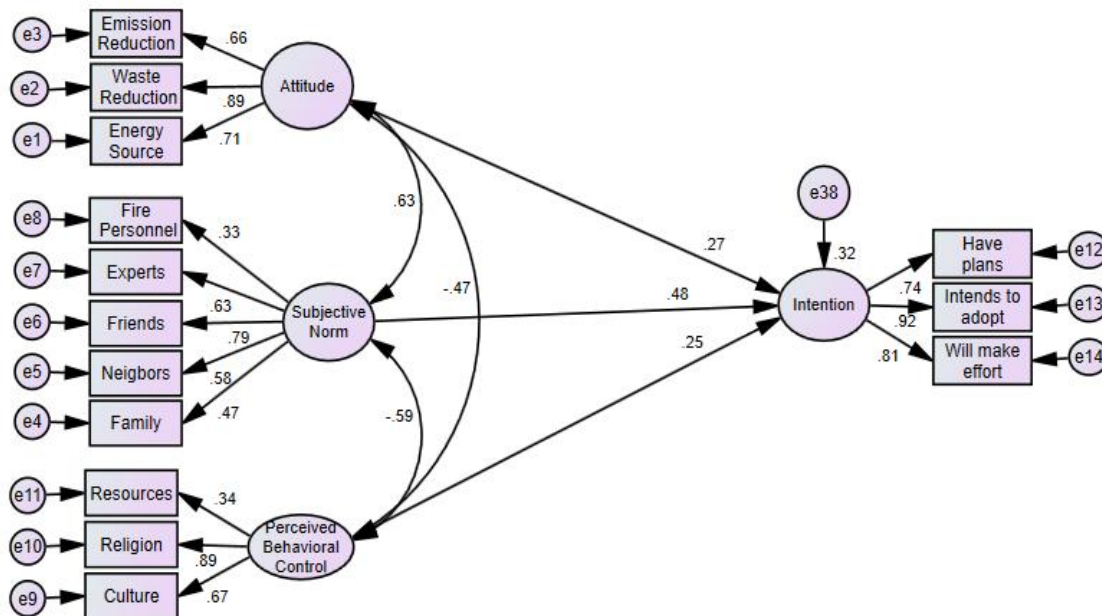 e3
Emission
Reduction
.66
e2
Waste
Reduction
.89
Attitude
e1
Energy
Source
.71
e8
Fire
Personnel
.33
e7
Experts
.63
e6
Friends
.79
e5
Neigbors
.58
e4
Family
.47
Subjective
Norm
e11
Resources
.34
e10
Religion
.89
e9
Culture
.67
Perceived
Behavioral
Control
.63
-.47
-.59
.27
.48
.25
e38
.32
Intention
Have
plans
e12
.74
Intends to
adopt
e13
.92
Will make
effort
e14
.81